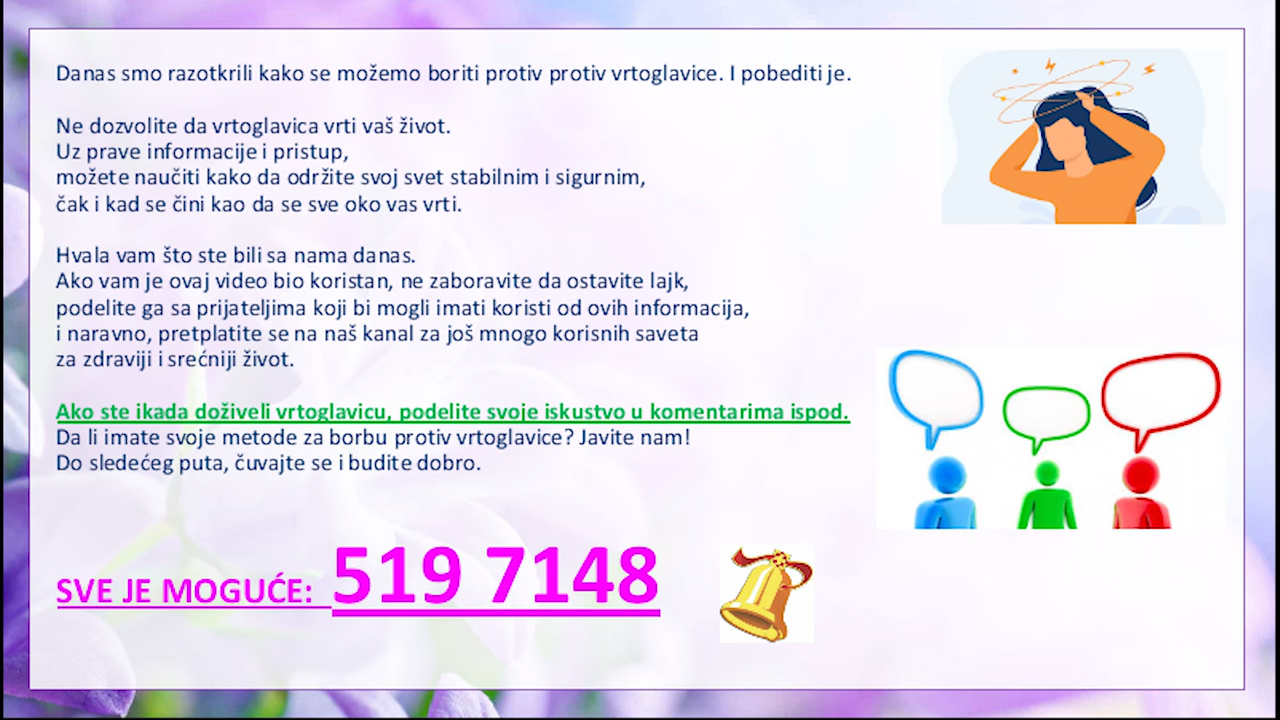 Danas smo razotkrili kako se možemo boriti protiv protiv vrtoglavice. I pobediti je.
Ne dozvolite da vrtoglavica vrti vaš život.
Uz prave informacije i pristup,
možete naučiti kako da održite svoj svet stabilnim i sigurnim,
čak i kad se čini kao da se sve oko vas vrti.
Hvala vam što ste bili sa nama danas.
Ako vam je ovaj video bio koristan, ne zaboravite da ostavite lajk,
podelite ga sa prijateljima koji bi mogli imati koristi od ovih informacija,
i naravno, pretplatite se na naš kanal za još mnogo korisnih saveta
za zdraviji i srećniji život.
Ako ste ikada doživeli vrtoglavicu, podelite svoje iskustvo u komentarima ispod.
Da li imate svoje metode za borbu protiv vrtoglavice? Javite nam!
Do sledećeg puta, čuvajte se i budite dobro.
SVE JE MOGUĆE: 519 7148